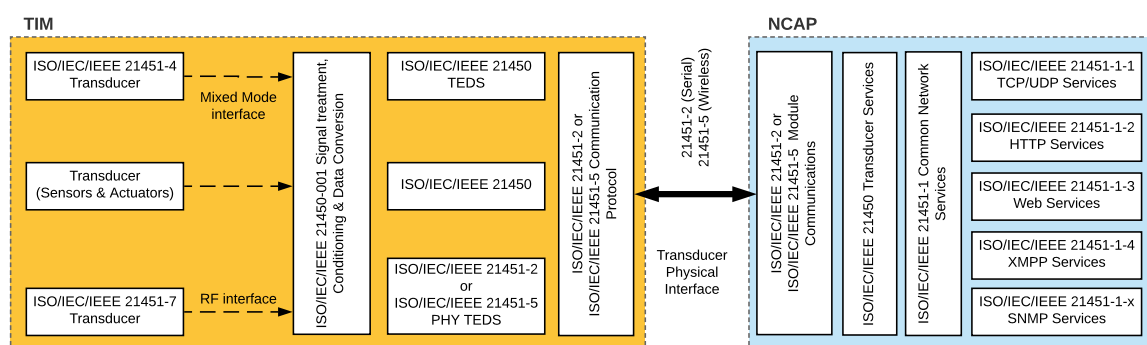 TIM
ISO/IEC/IEEE 21451-4
Transducer
Mixed Mode
interface
Transducer
(Sensors & Actuators)
ISO/IEC/IEEE 21451-7
Transducer
RF interface
ISO/IEC/IEEE 21450-001 Signal treatment,
Conditioning & Data Conversion
ISO/IEC/IEEE 21450
TEDS
ISO/IEC/IEEE 21450
ISO/IEC/IEEE 21451-2
or
ISO/IEC/IEEE 21451-5
PHY TEDS
ISO/IEC/IEEE 21451-2 or
ISO/IEC/IEEE 21451-5 Communication
Protocol
21451-2 (Serial)
21451-5 (Wireless)
Transducer
Physical
Interface
NCAP
ISO/IEC/IEEE 21451-2 or
ISO/IEC/IEEE 21451-5 Module
Communications
ISO/IEC/IEEE 21450 Transducer Services
ISO/IEC/IEEE 21451-1 Common Network
Services
ISO/IEC/IEEE 21451-1-1
TCP/UDP Services
ISO/IEC/IEEE 21451-1-2
HTTP Services
ISO/IEC/IEEE 21451-1-3
Web Services
ISO/IEC/IEEE 21451-1-4
XMPP Services
ISO/IEC/IEEE 21451-1-x
SNMP Services